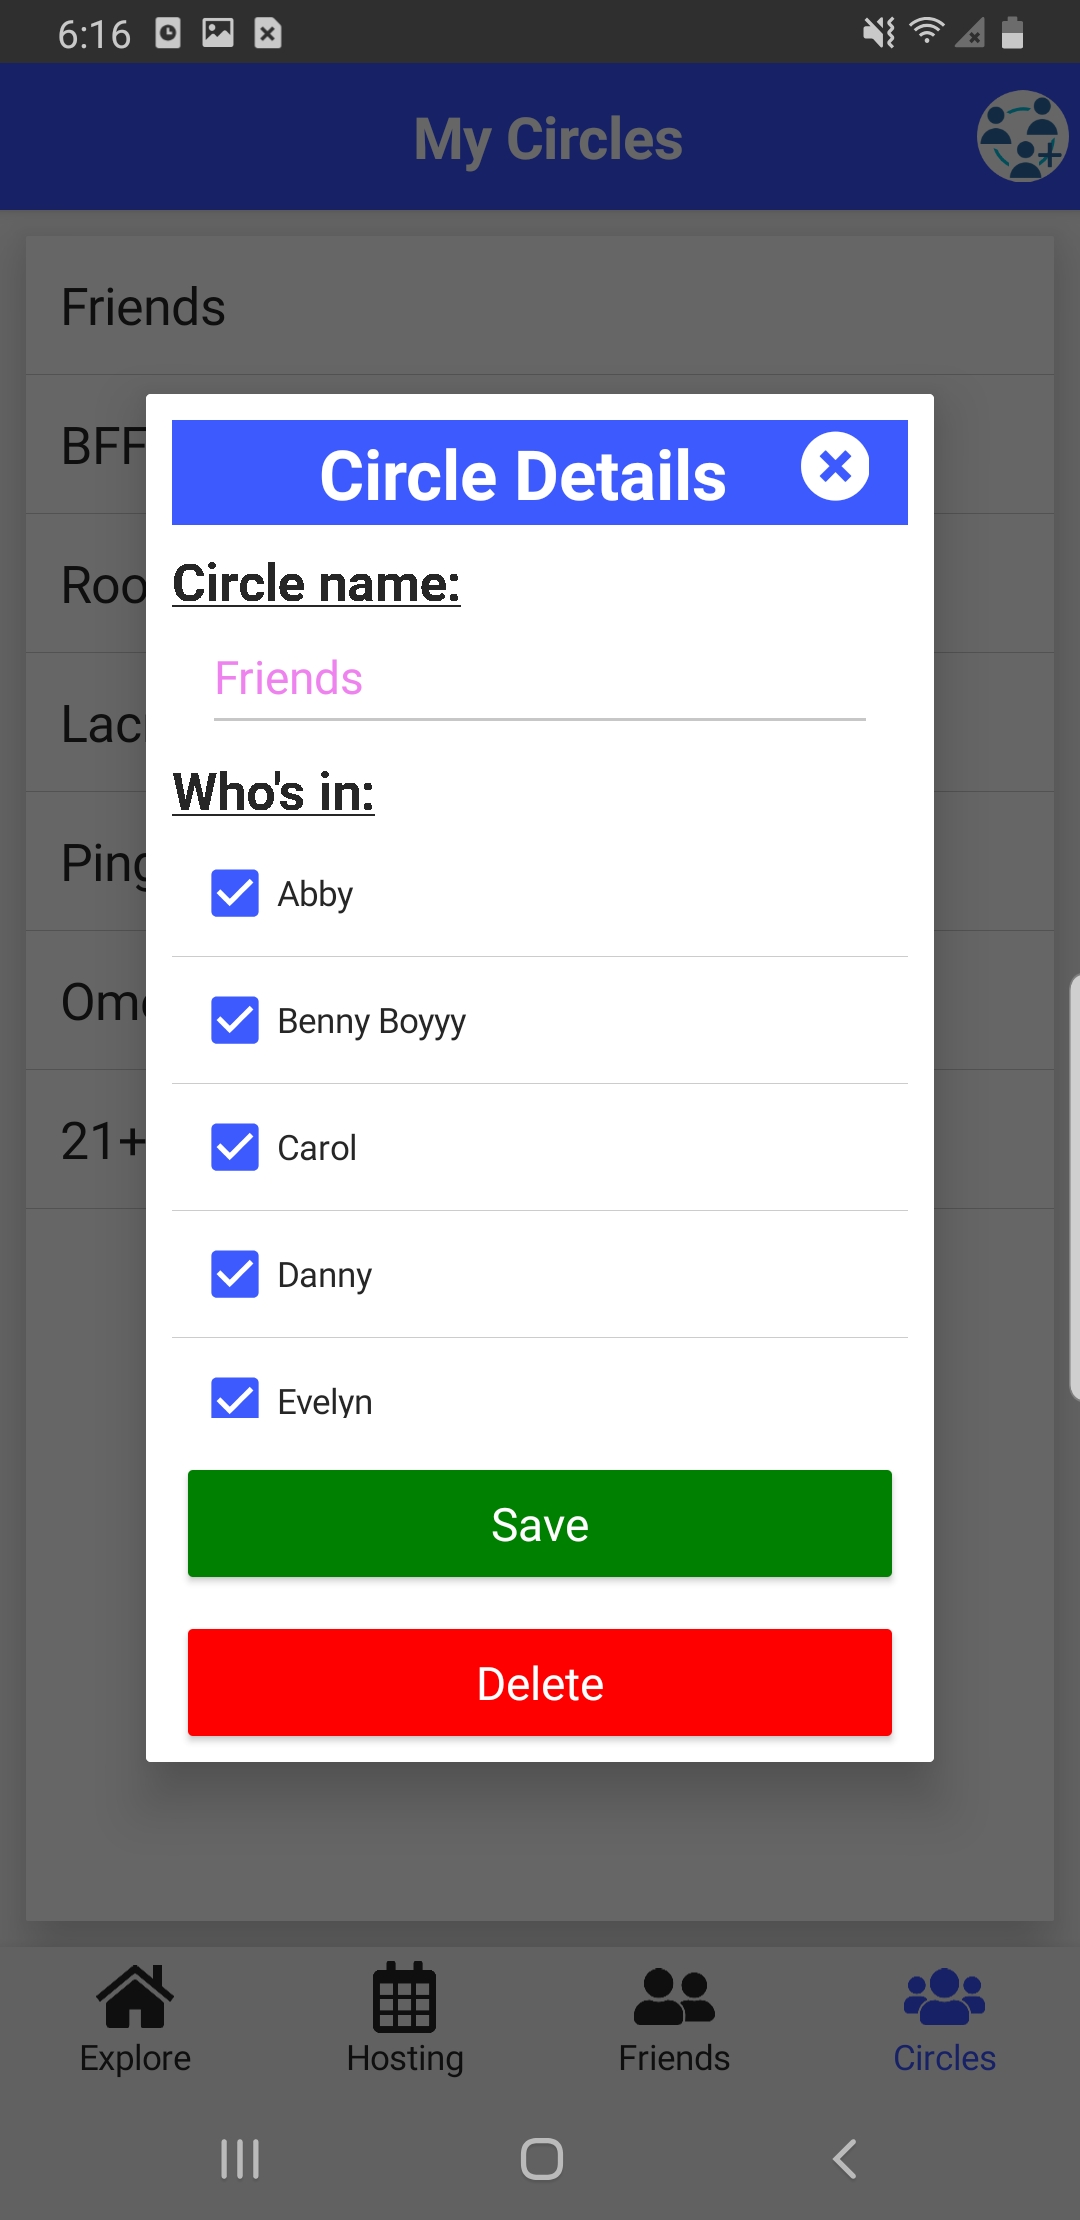 6:16
My Circles
Friends
BFF
Roo
Lac
Ping
Ome
21+
Circle Details
Circle name:
Friends
Who's in:
Abby
Benny Boyyy
Carol
Danny
Evelyn
Save
Delete
Explore
Hosting
Friends
Circles